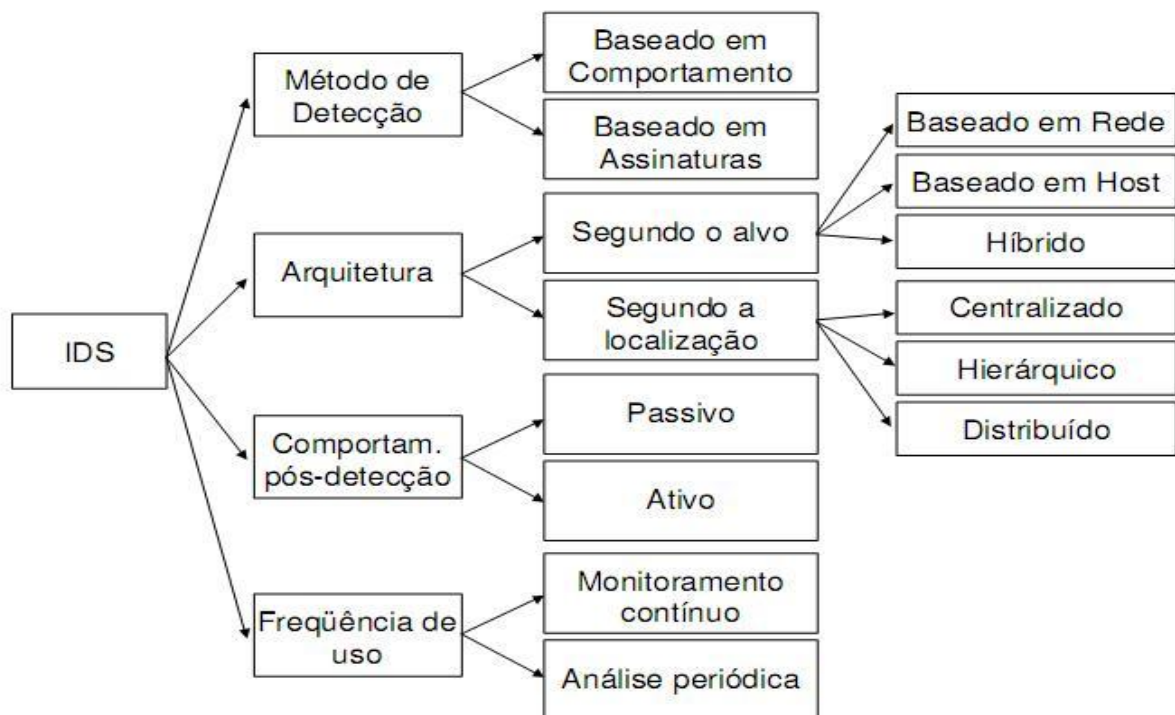 IDS
Método de
Detecção
Baseado em
Comportamento
Baseado em
Assinaturas
Arquitetura
Segundo o alvo
Baseado em Rede
Baseado em Host
Híbrido
Segundo a
localização
Centralizado
Hierárquico
Distribuído
Comportam.
pós-detecção
Passivo
Ativo
Freqüência de
uso
Monitoramento
contínuo
Análise periódica